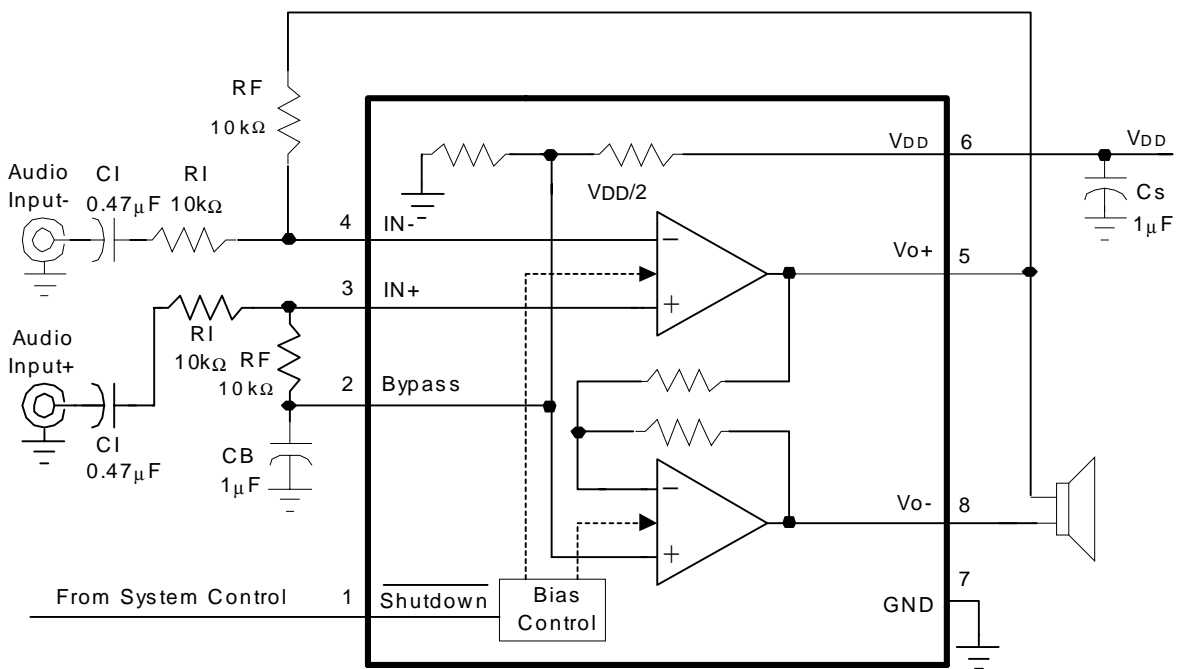 RF
10kΩ
VDD
6
VDD
Audio
Input-
CI
0.47μF
RI
10kΩ
VDD/2
Cs
1μF
4
IN-
−
Vo+
5
3
IN+
+
Audio
Input+
RI
10kΩ
RF
10kΩ
2
Bypass
CI
0.47μF
CB
1μF
−
Vo-
8
+
From System Control
1
Shutdown
Bias
Control
7
GND